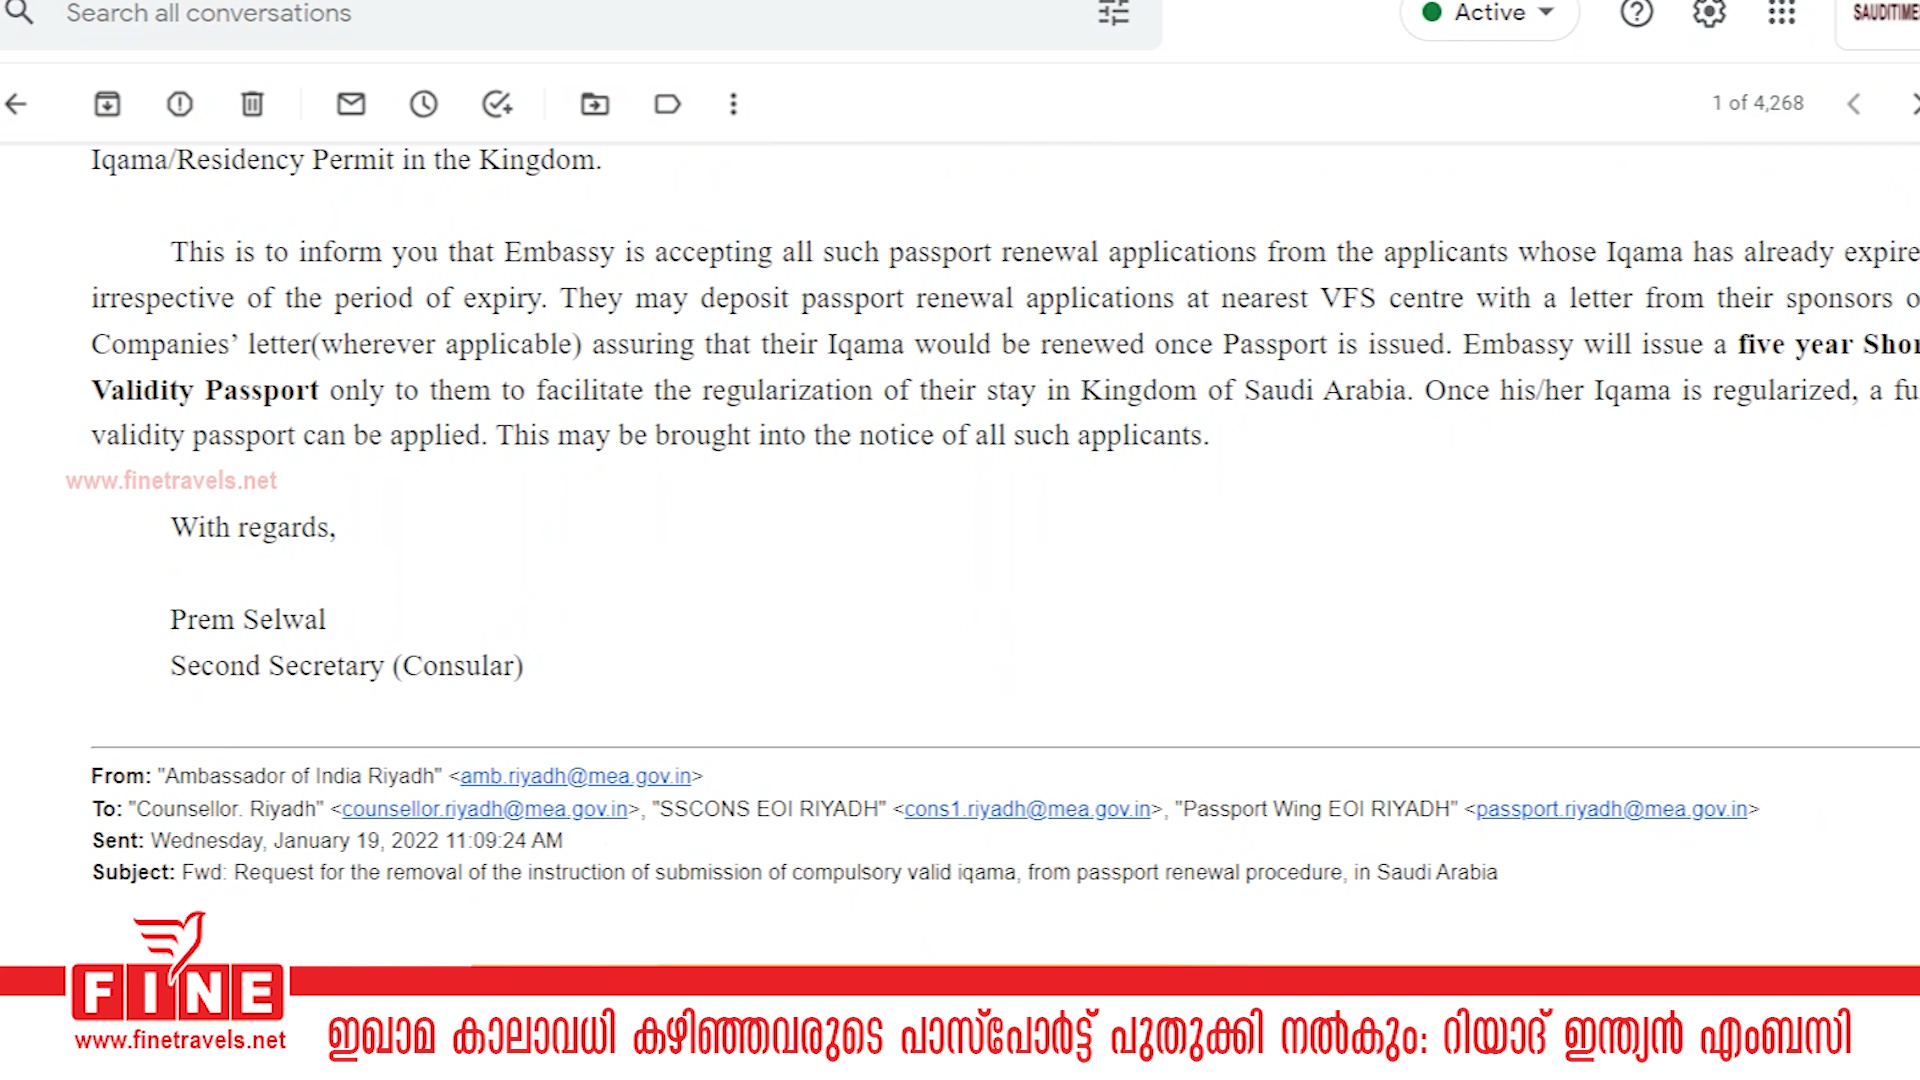 Search all conversations
Active
SAUDITIME
1 of 4,268
Iqama/Residency Permit in the Kingdom.
This is to inform you that Embassy is accepting all such passport renewal applications from the applicants whose Iqama has already expire
irrespective of the period of expiry. They may deposit passport renewal applications at nearest VFS centre with a letter from their sponsors o
Companies’ letter(wherever applicable) assuring that their Iqama would be renewed once Passport is issued. Embassy will issue a five year Shor
Validity Passport only to them to facilitate the regularization of their stay in Kingdom of Saudi Arabia. Once his/her Iqama is regularized, a fu
validity passport can be applied. This may be brought into the notice of all such applicants.
www.finetravels.net
With regards,
Prem Selwal
Second Secretary (Consular)
From: "Ambassador of India Riyadh" <amb.riyadh@mea.gov.in>
To: "Counsellor. Riyadh" <counsellor.riyadh@mea.gov.in>, "SSCONS EOI RIYADH" <cons1.riyadh@mea.gov.in>, "Passport Wing EOI RIYADH" <passport.riyadh@mea.gov.in>
Sent: Wednesday, January 19, 2022 11:09:24 AM
Subject: Fwd: Request for the removal of the instruction of submission of compulsory valid iqama, from passport renewal procedure, in Saudi Arabia
FINE
www.finetravels.net
ഇഖാമ കാലാവധി കഴിഞ്ഞവരുടെ പാസ്പോർട്ട് പുതുക്കി നൽകും: റിയാദ് ഇന്ത്യൻ എംബസി